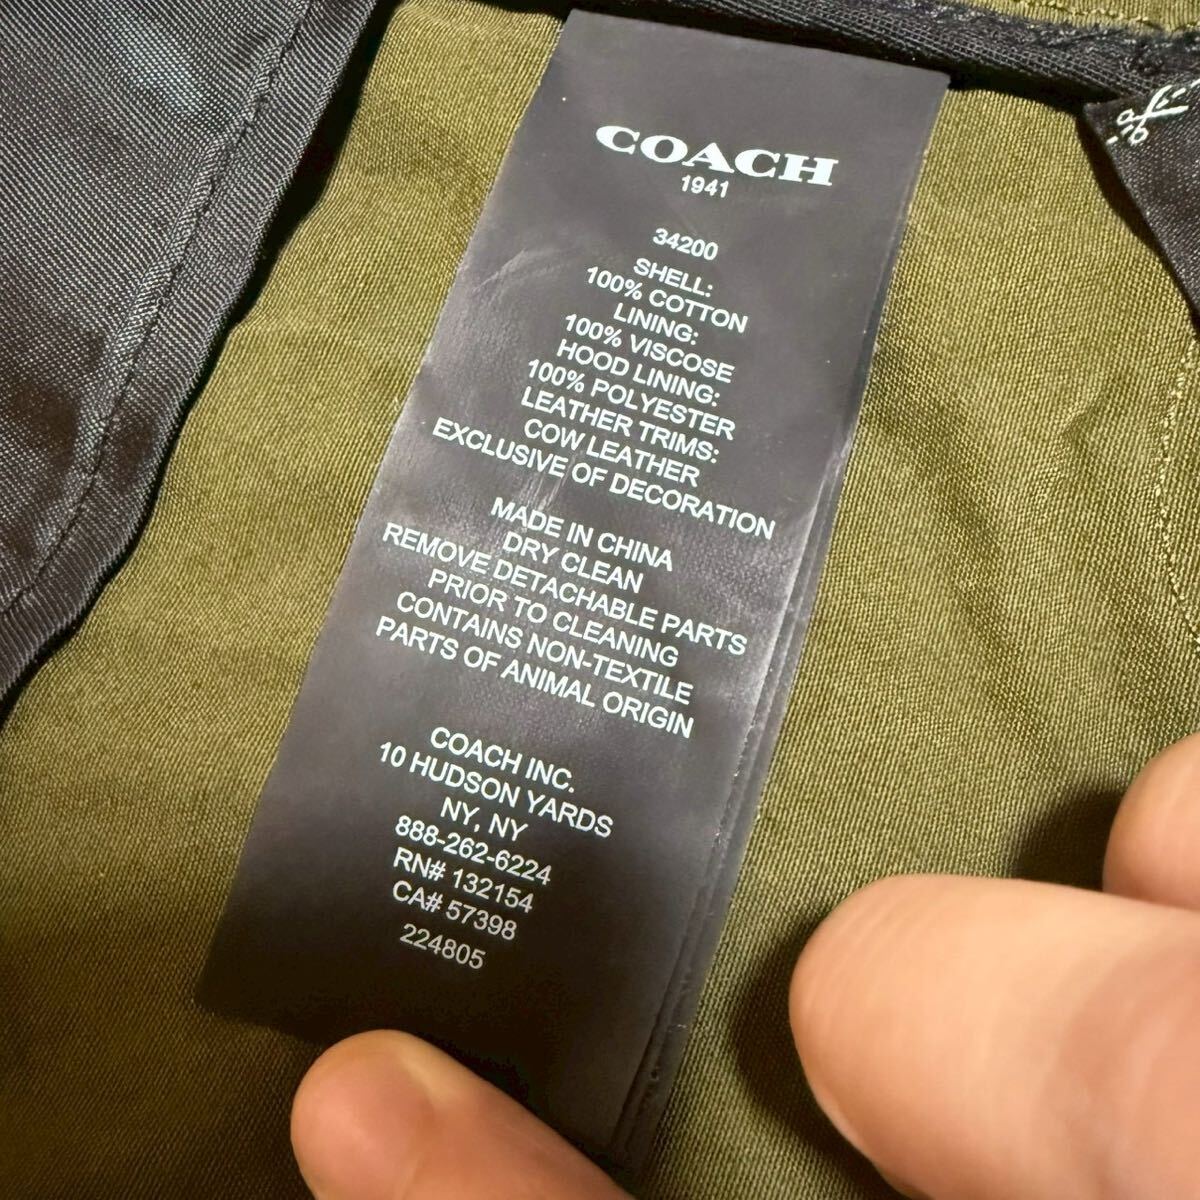 COACH
1941
34200
SHELL:
100% COTTON
LINING:
100% VISCOSE
HOOD LINING:
100% POLYESTER
LEATHER TRIMS:
COW LEATHER
EXCLUSIVE OF DECORATION
MADE IN CHINA
DRY CLEAN
REMOVE DETACHABLE PARTS
PRIOR TO CLEANING
CONTAINS NON-TEXTILE
PARTS OF ANIMAL ORIGIN
COACH INC.
10 HUDSON YARDS
NY, NY
888-262-6224
RN# 132154
CA# 57398
224805